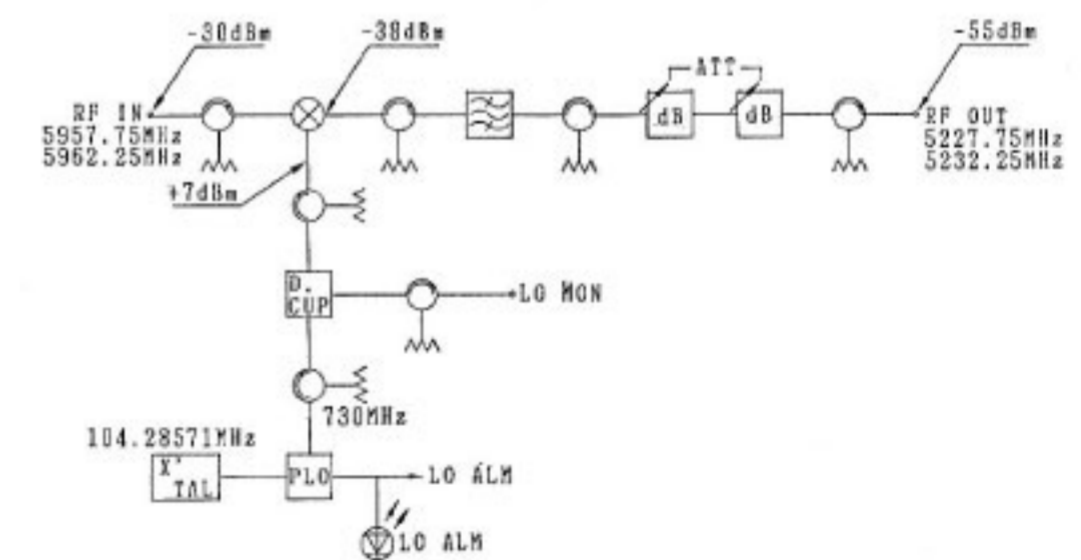 -30dBm
-38dBm
-55dBm
ATT
RF IN
5957.75MHz
5962.25MHz
dB
dB
RF OUT
5227.75MHz
5232.25MHz
+7dBm
D.
CUP
LO MON
730MHz
104.28571MHz
X'
TAL
PLO
LO ALM
LO ALM